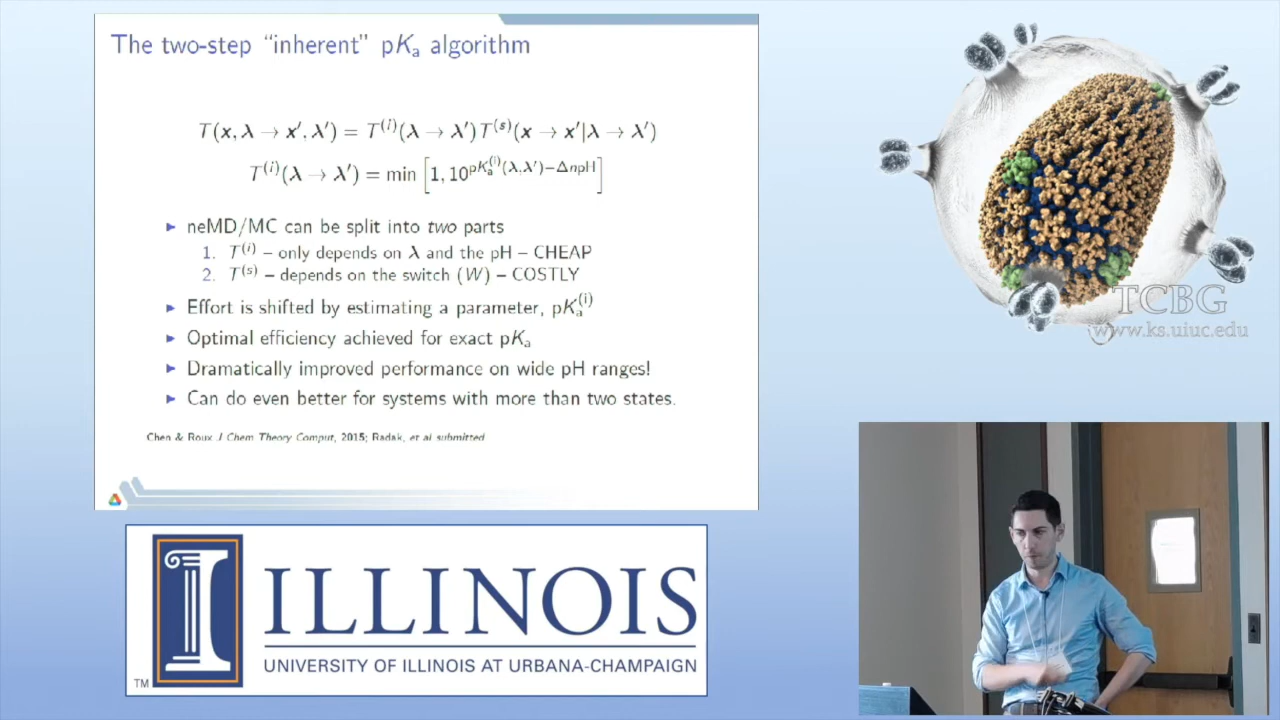 The two-step “inherent” pKₐ algorithm
T(x, λ → x′, λ′) = T⁽ⁱ⁾(λ → λ′)T⁽ˢ⁾(x → x′|λ → λ′)
T⁽ⁱ⁾(λ → λ′) = min [1, 10^{pKₐ⁽ⁱ⁾(λ,λ′)−ΔnpH}]
▶ neMD/MC can be split into two parts
1. T⁽ⁱ⁾ – only depends on λ and the pH – CHEAP
2. T⁽ˢ⁾ – depends on the switch (W) – COSTLY
▶ Effort is shifted by estimating a parameter, pKₐ⁽ⁱ⁾
▶ Optimal efficiency achieved for exact pKₐ
▶ Dramatically improved performance on wide pH ranges!
▶ Can do even better for systems with more than two states.
Chen & Roux J Chem Theory Comput, 2015; Radak, et al submitted
TCBG
www.ks.uiuc.edu
ILLINOIS
UNIVERSITY OF ILLINOIS AT URBANA-CHAMPAIGN
TM